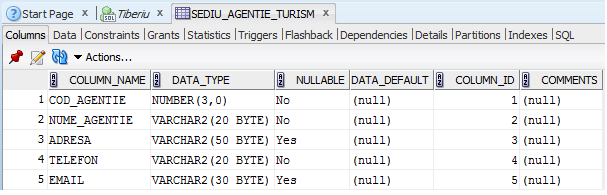 Start Page Tiberiu SEDIU_AGENTIE_TURISM
Columns Data Constraints Grants Statistics Triggers Flashback Dependencies Details Partitions Indexes SQL
Actions...
COLUMN_NAME DATA_TYPE NULLABLE DATA_DEFAULT COLUMN_ID COMMENTS
1 COD_AGENTIE NUMBER(3,0) No (null) 1 (null)
2 NUME_AGENTIE VARCHAR2(20 BYTE) No (null) 2 (null)
3 ADRESA VARCHAR2(50 BYTE) Yes (null) 3 (null)
4 TELEFON VARCHAR2(20 BYTE) No (null) 4 (null)
5 EMAIL VARCHAR2(30 BYTE) Yes (null) 5 (null)